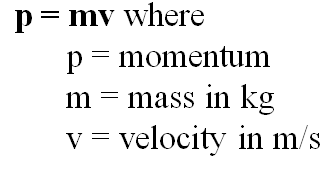 p = mv where
p = momentum
m = mass in kg
v = velocity in m/s